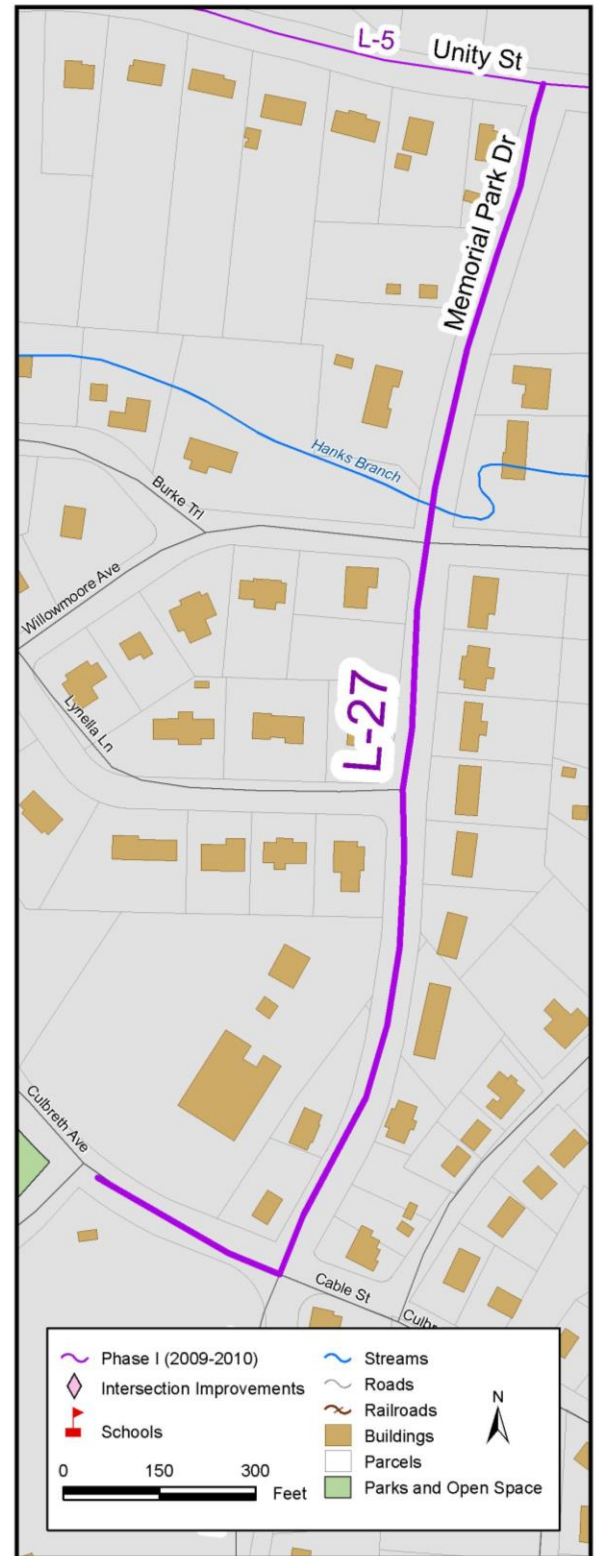 L-5
Unity St
Memorial Park Dr
Hanks Branch
Burke Trl
Willowmoore Ave
L-27
Lynella Ln
Culbreth Ave
Cable St
Phase I (2009-2010)
Intersection Improvements
Schools
0 150 300
Feet
Streams
Roads
Railroads
Buildings
Parcels
Parks and Open Space
N